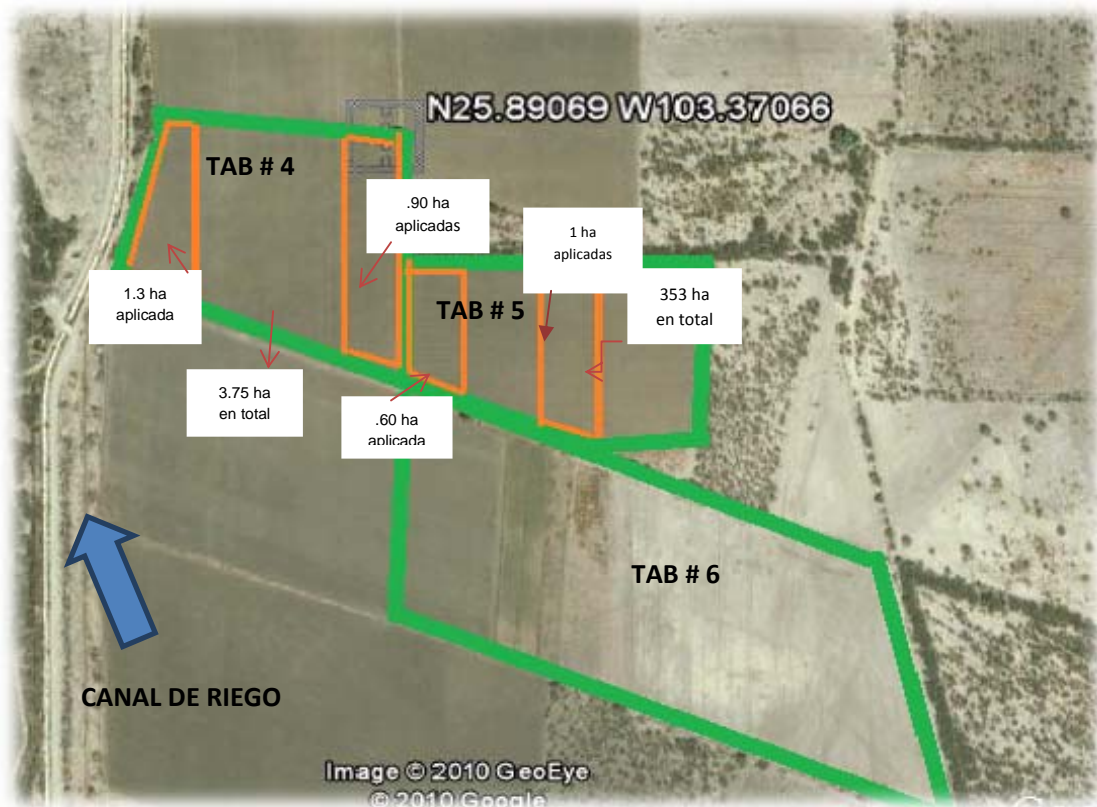 N25.89069 W103.37066
TAB # 4
.90 ha
aplicadas
1 ha
aplicadas
1.3 ha
aplicada
TAB # 5
353 ha
en total
3.75 ha
en total
.60 ha
aplicada
TAB # 6
CANAL DE RIEGO
Image © 2010 GeoEye
© 2010 Google